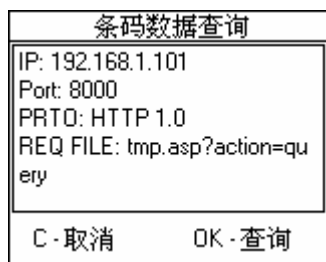 条码数据查询
IP: 192.168.1.101
Port: 8000
PRTO: HTTP 1.0
REQ FILE: tmp.asp?action=qu
ery
C - 取消 OK - 查询